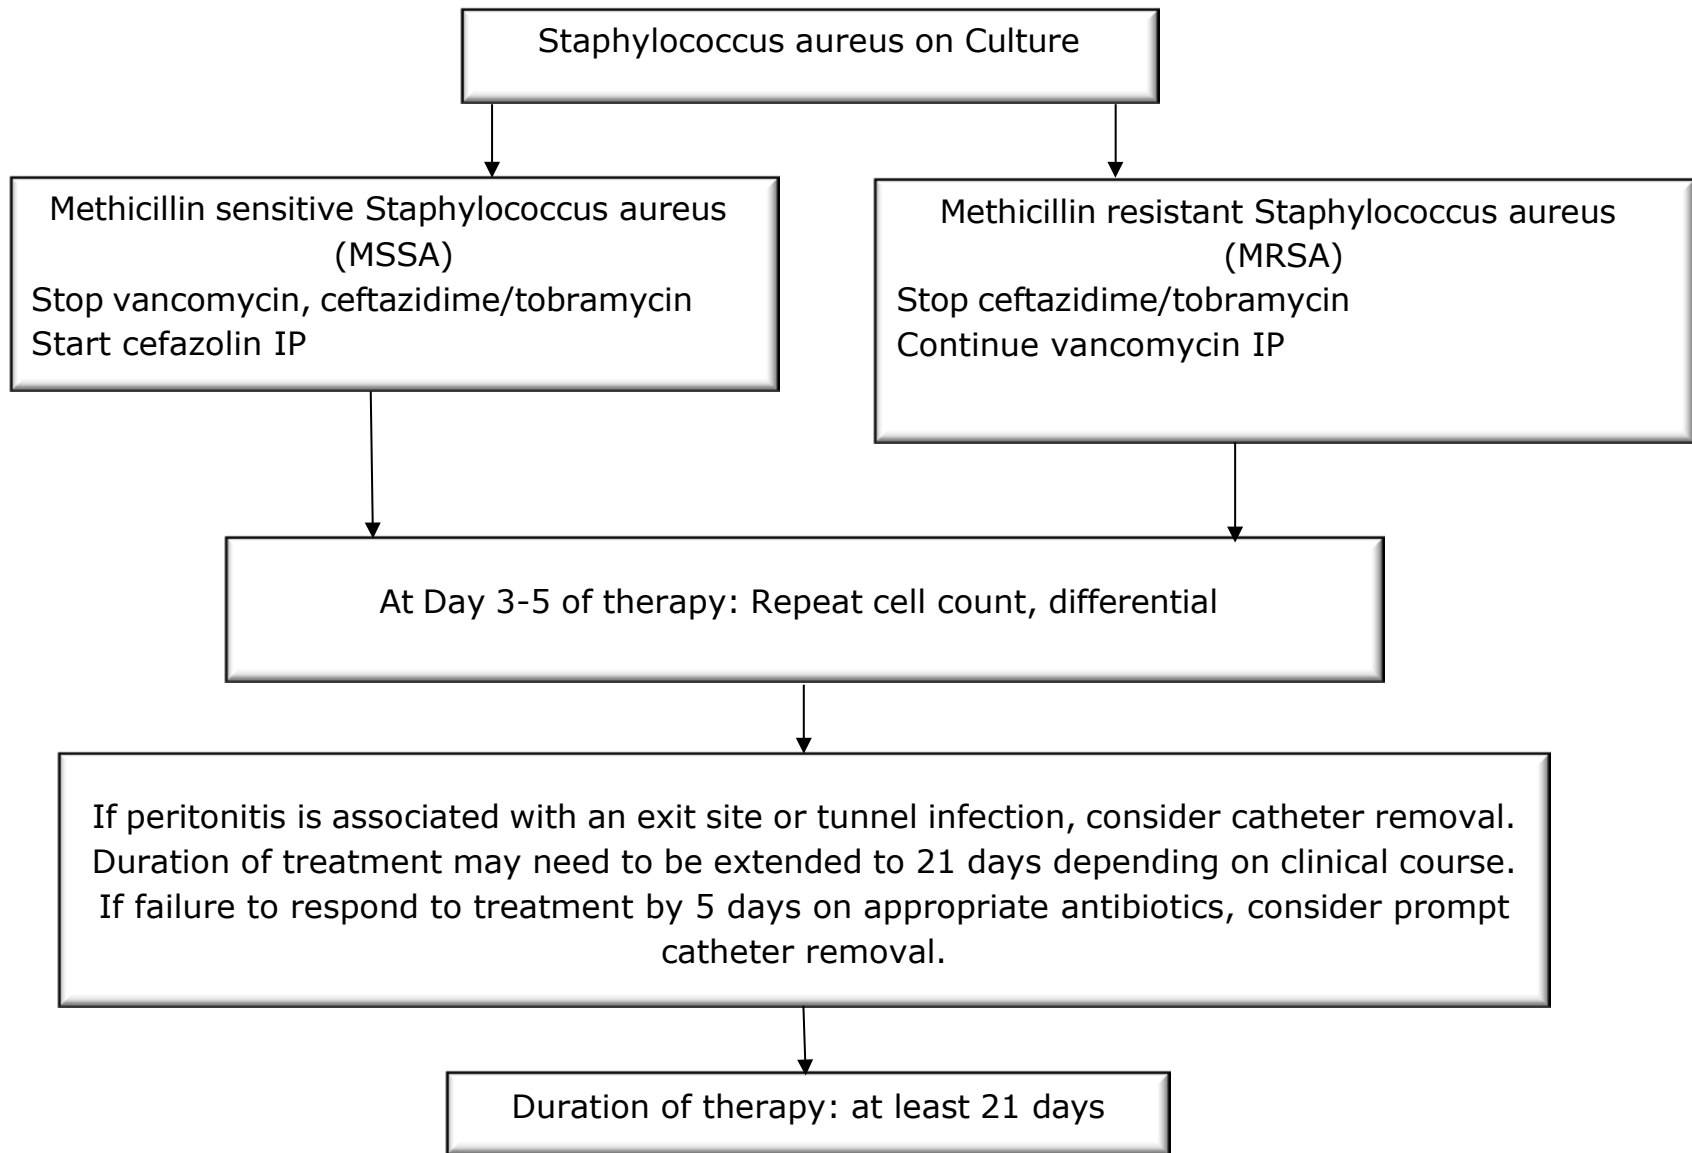 Staphylococcus aureus on Culture
Methicillin sensitive Staphylococcus aureus
(MSSA)
Stop vancomycin, ceftazidime/tobramycin
Start cefazolin IP
Methicillin resistant Staphylococcus aureus
(MRSA)
Stop ceftazidime/tobramycin
Continue vancomycin IP
At Day 3-5 of therapy: Repeat cell count, differential
If peritonitis is associated with an exit site or tunnel infection, consider catheter removal.
Duration of treatment may need to be extended to 21 days depending on clinical course.
If failure to respond to treatment by 5 days on appropriate antibiotics, consider prompt
catheter removal.
Duration of therapy: at least 21 days